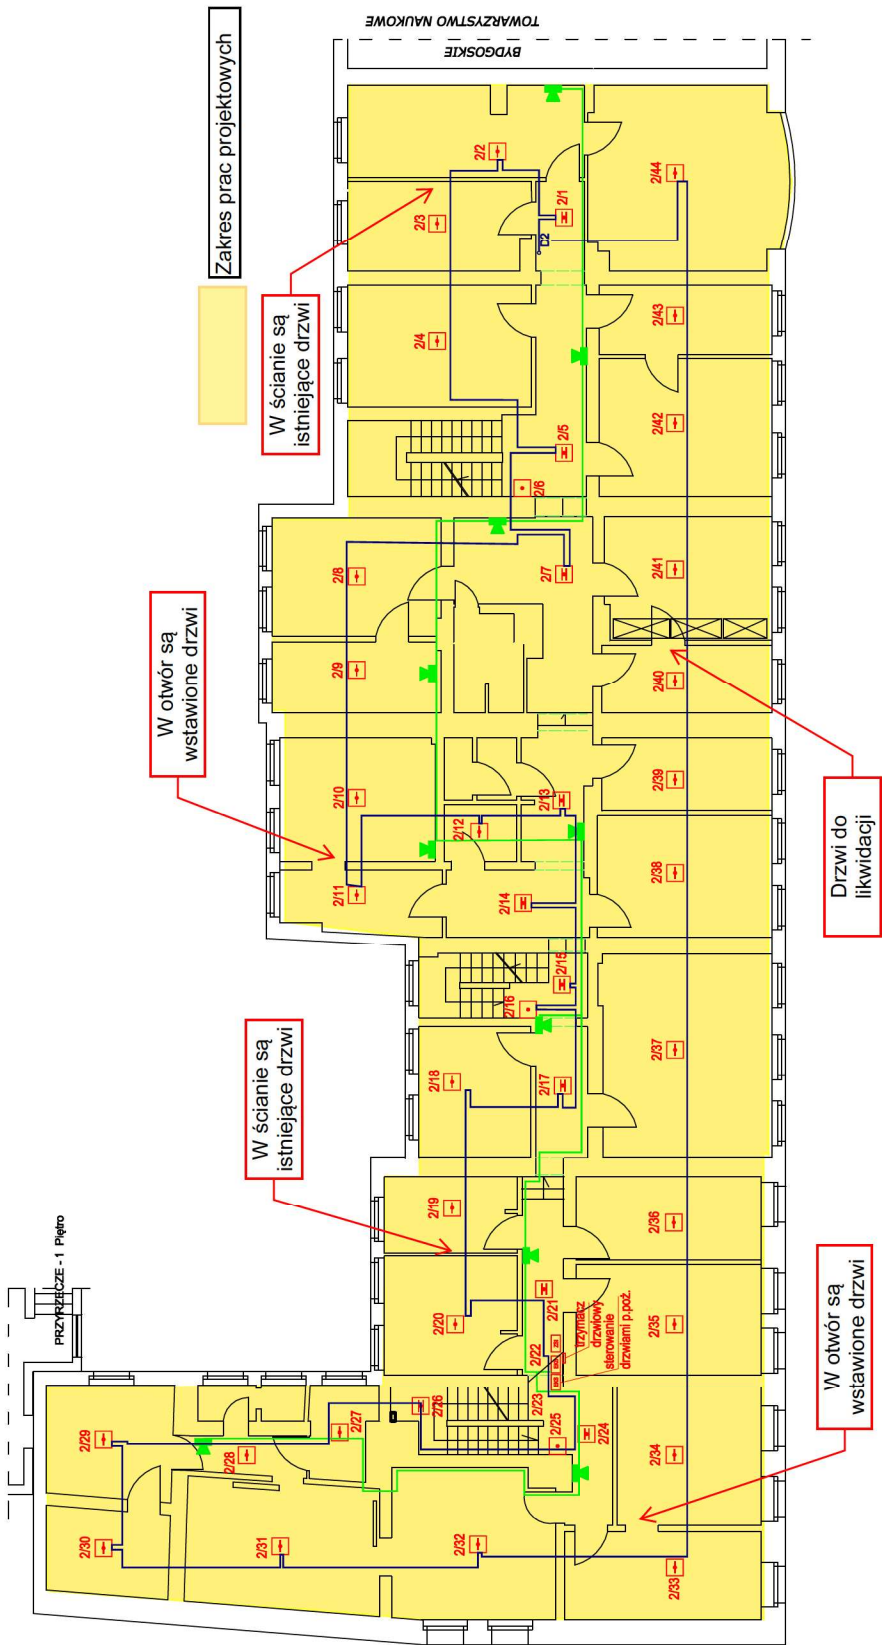 BYDGOSKIE
TOWARZYSTWO NAUKOWE
Zakres prac projektowych
W ścianie są
istniejące drzwi
W otwór są
wstawione drzwi
W ścianie są
istniejące drzwi
PRZYRZECZE - 1 Piętro
Drzwi do
likwidacji
W otwór są
wstawione drzwi
trzymacz
drzwiowy
sterowanie
drzwiami p.poż.
2/1
2/2
2/3
2/4
2/5
2/6
2/7
2/8
2/9
2/10
2/11
2/12
2/13
2/14
2/15
2/16
2/17
2/18
2/19
2/20
2/21
2/22
2/23
2/24
2/25
2/26
2/27
2/28
2/29
2/30
2/31
2/32
2/33
2/34
2/35
2/36
2/37
2/38
2/39
2/40
2/41
2/42
2/43
2/44